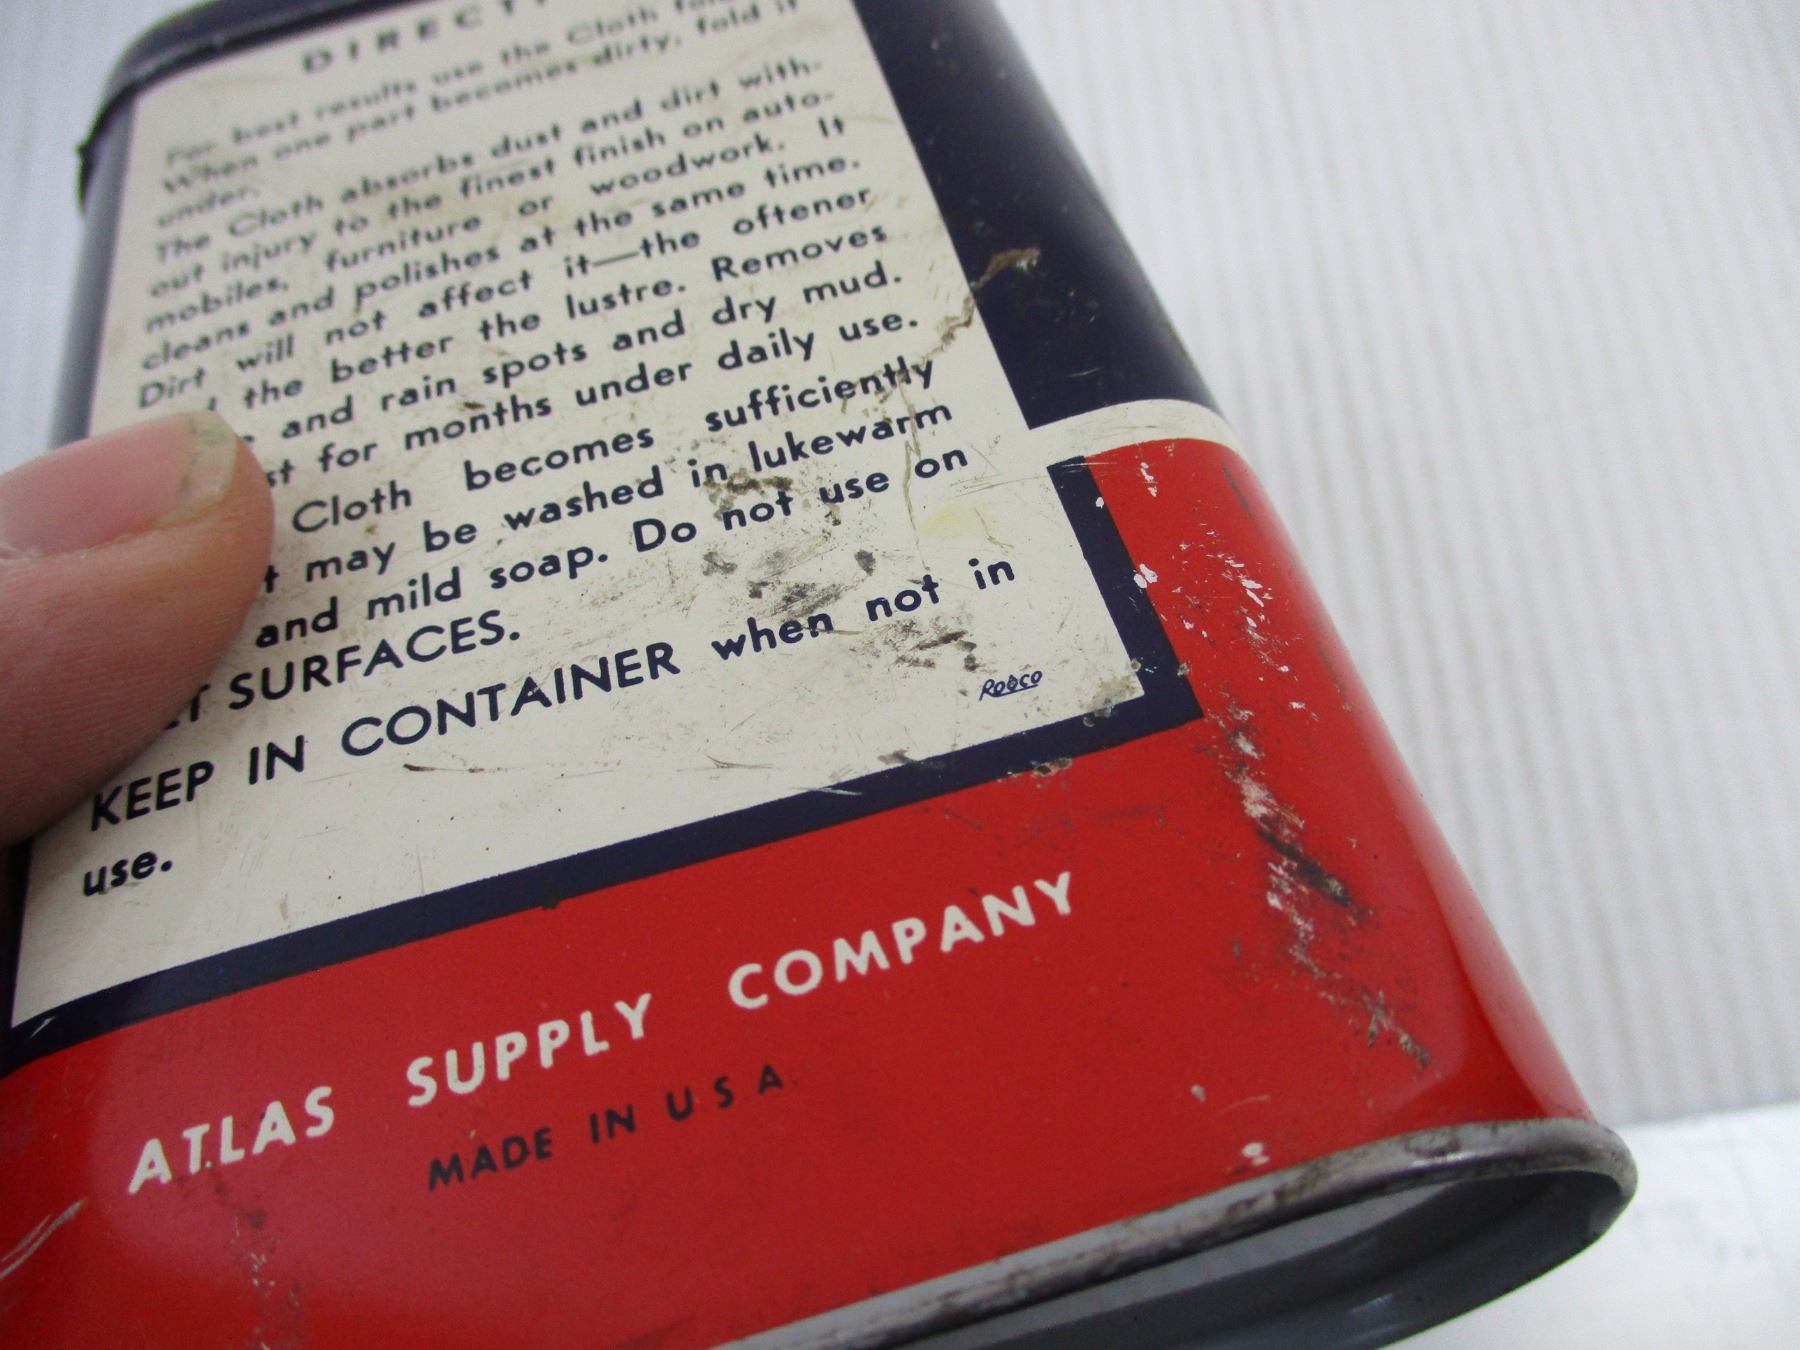 DIRECTI
For best results use the Cloth
When one part becomes dirty, fold it
under.
The Cloth absorbs dust and dirt with-
out injury to the finest finish on auto-
mobiles, furniture or woodwork. It
cleans and polishes at the same time.
Dirt will not affect it—the oftener
the better the lustre. Removes
and rain spots and dry mud.
st for months under daily use.
Cloth becomes sufficiently
t may be washed in lukewarm
and mild soap. Do not use on
T SURFACES.
KEEP IN CONTAINER when not in
use.
ROBCO
ATLAS SUPPLY COMPANY
MADE IN U S A.